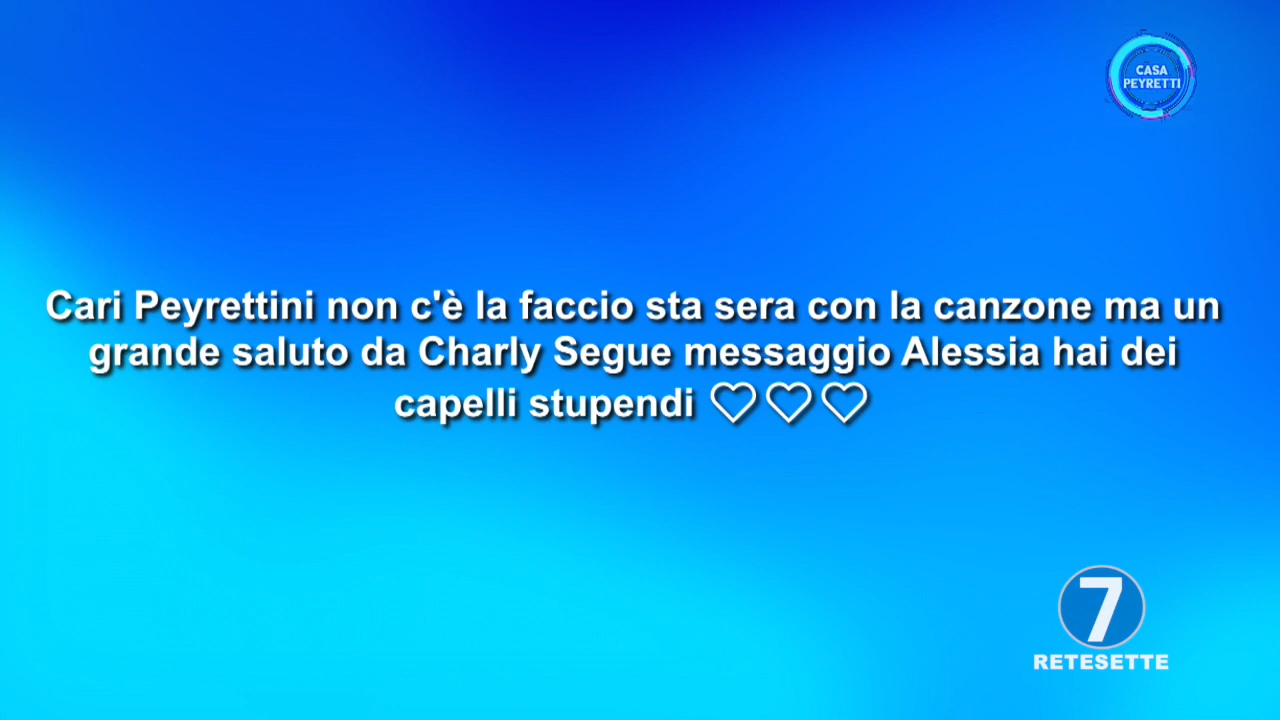 CASA
PEYRETTI
Cari Peyrettini non c'è la faccio sta sera con la canzone ma un
grande saluto da Charly Segue messaggio Alessia hai dei
capelli stupendi ♡♡♡
7
RETESETTE